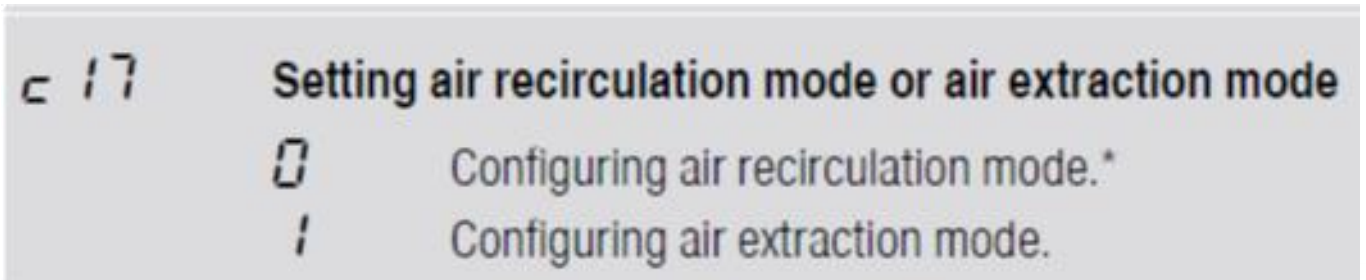 c 17 Setting air recirculation mode or air extraction mode
0 Configuring air recirculation mode.*
1 Configuring air extraction mode.